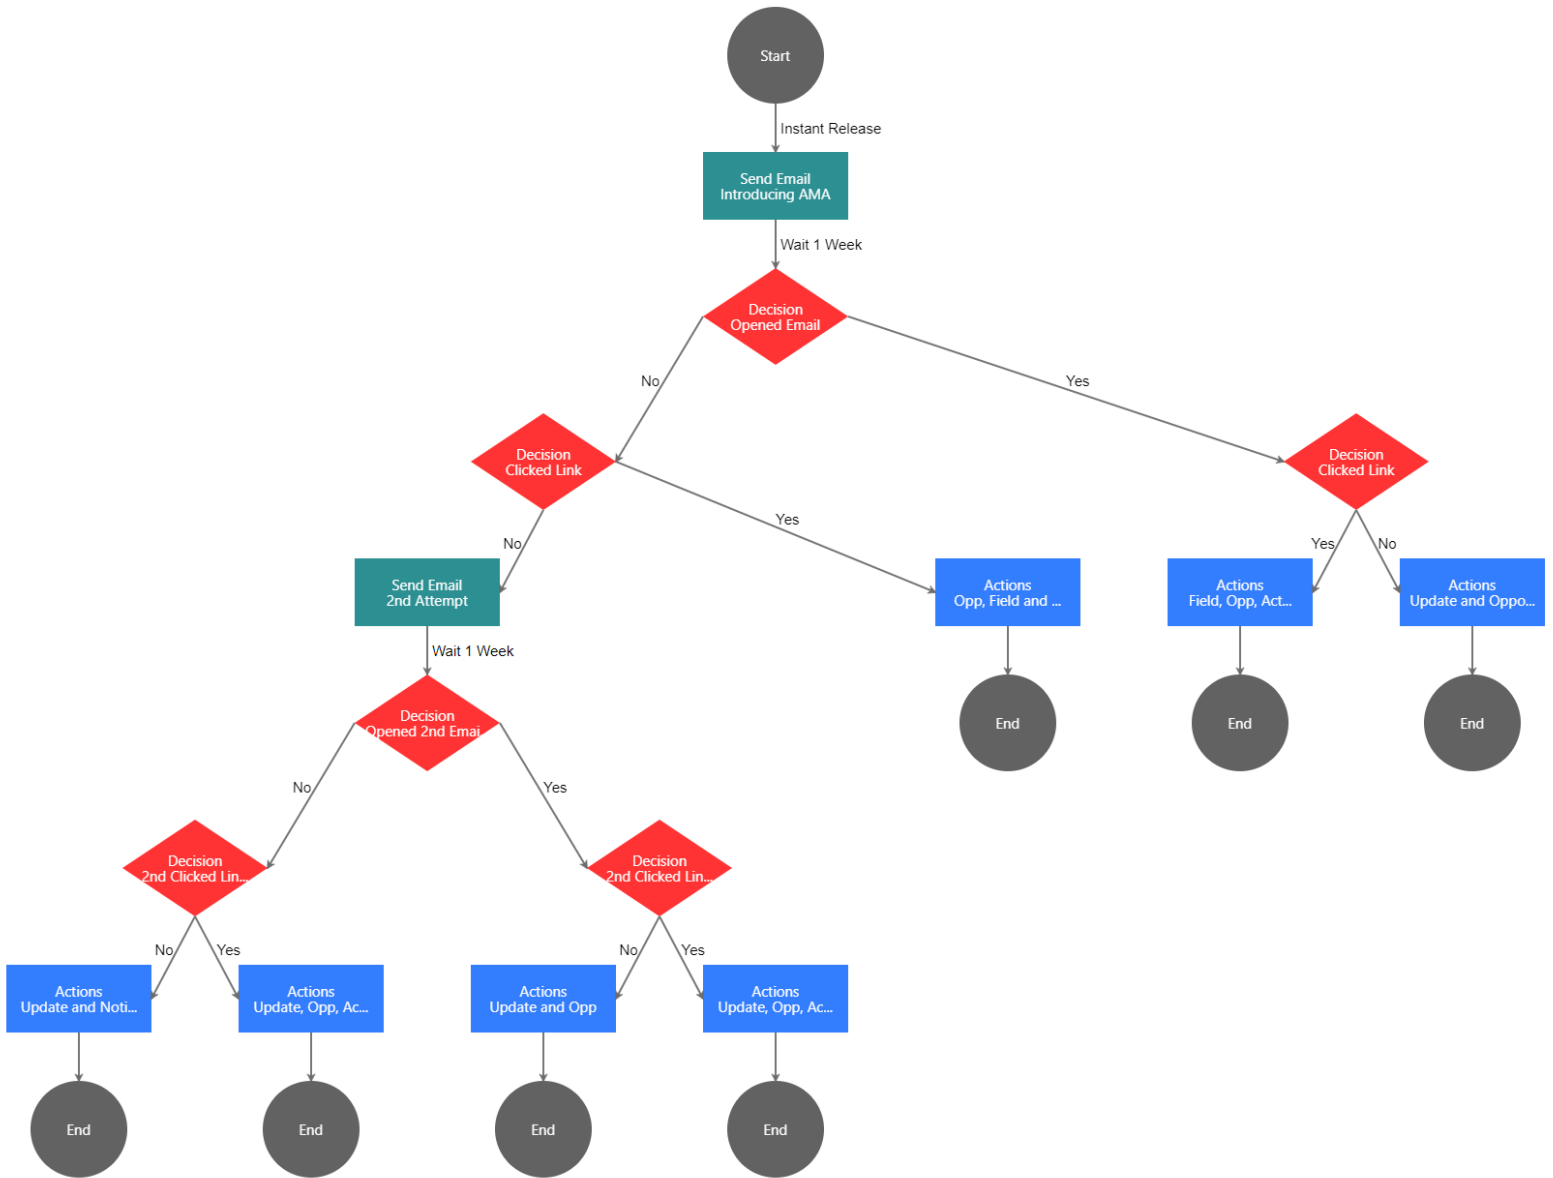 Start
Instant Release
Send Email
Introducing AMA
Wait 1 Week
Decision
Opened Email
No
Yes
Decision
Clicked Link
Decision
Clicked Link
Yes
No
Yes
No
Send Email
2nd Attempt
Actions
Opp, Field and ...
Actions
Field, Opp, Act...
Actions
Update and Oppo...
Wait 1 Week
Decision
Opened 2nd Emai...
End
End
End
No
Yes
Decision
2nd Clicked Lin...
Decision
2nd Clicked Lin...
No
Yes
No
Yes
Actions
Update and Noti...
Actions
Update, Opp, Ac...
Actions
Update and Opp
Actions
Update, Opp, Ac...
End
End
End
End